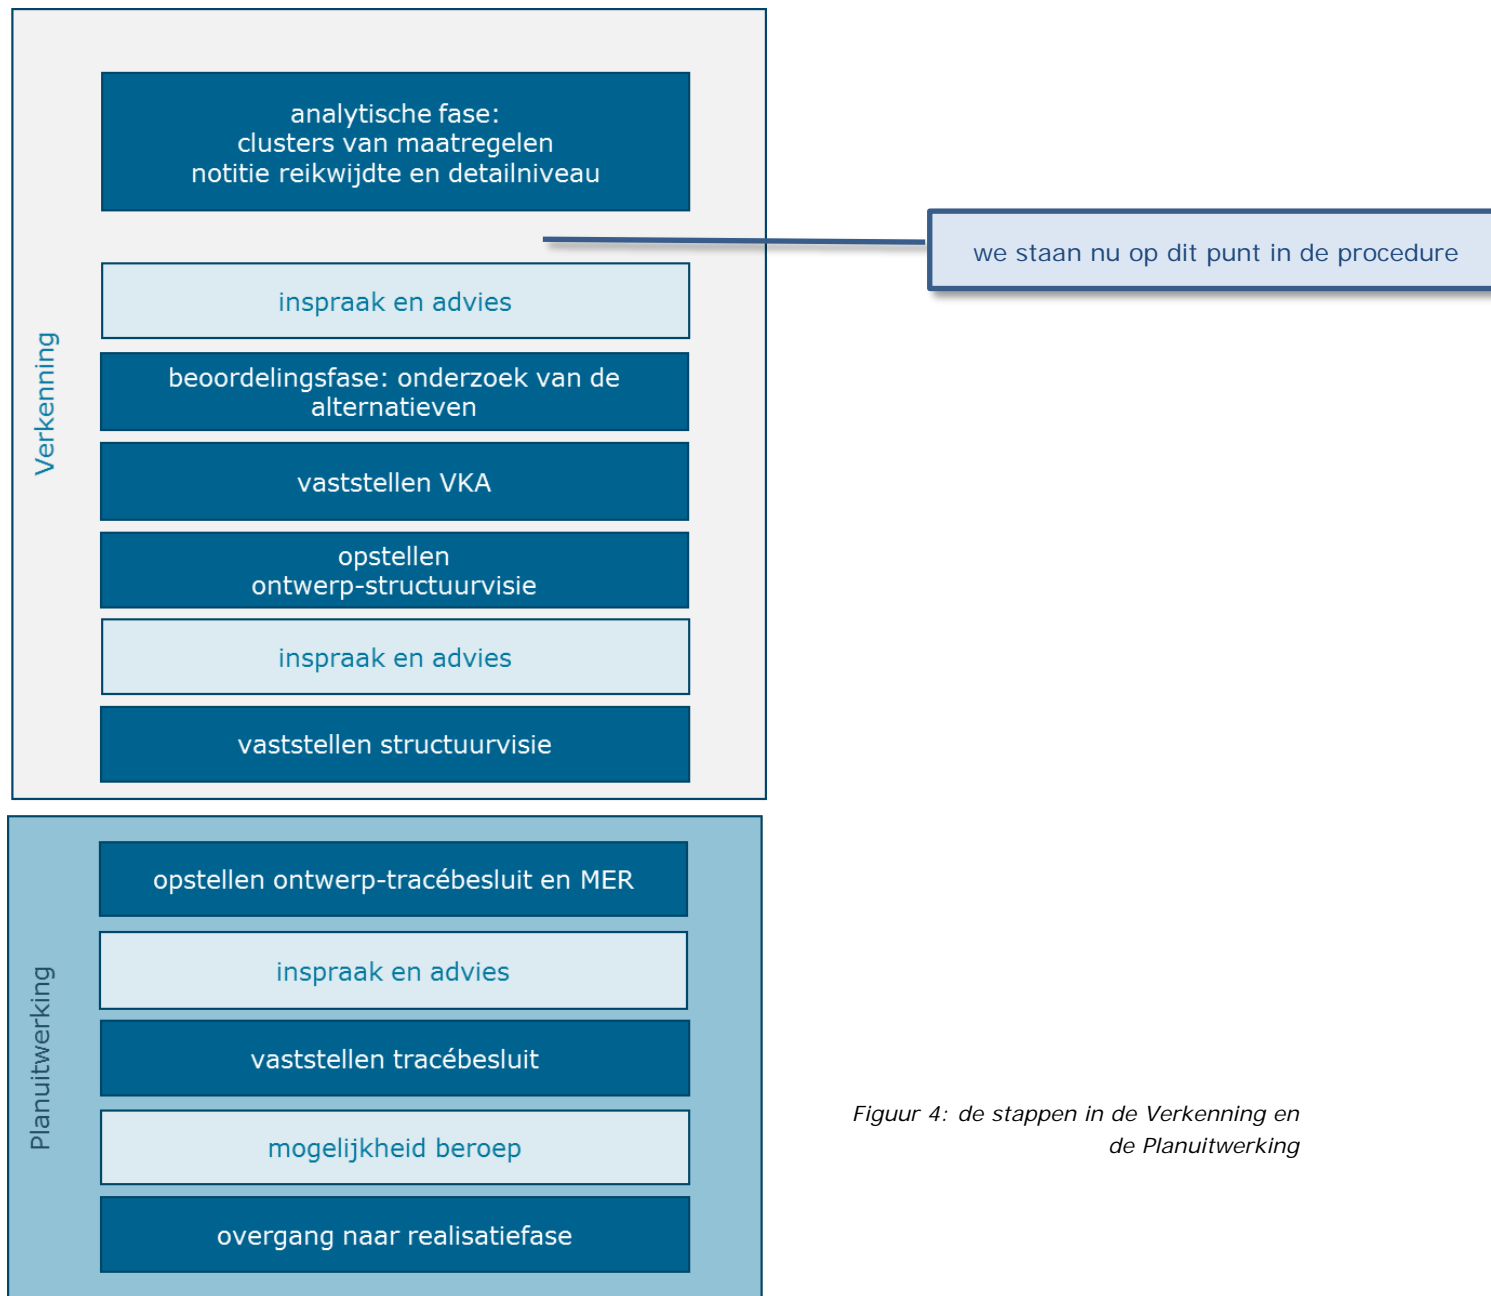 analytische fase:
clusters van maatregelen
notitie reikwijdte en detailniveau
we staan nu op dit punt in de procedure
inspraak en advies
Verkenning
beoordelingsfase: onderzoek van de
alternatieven
vaststellen VKA
opstellen
ontwerp-structuurvisie
inspraak en advies
vaststellen structuurvisie
Planuitwerking
opstellen ontwerp-tracébesluit en MER
inspraak en advies
vaststellen tracébesluit
mogelijkheid beroep
overgang naar realisatiefase
Figuur 4: de stappen in de Verkenning en
de Planuitwerking